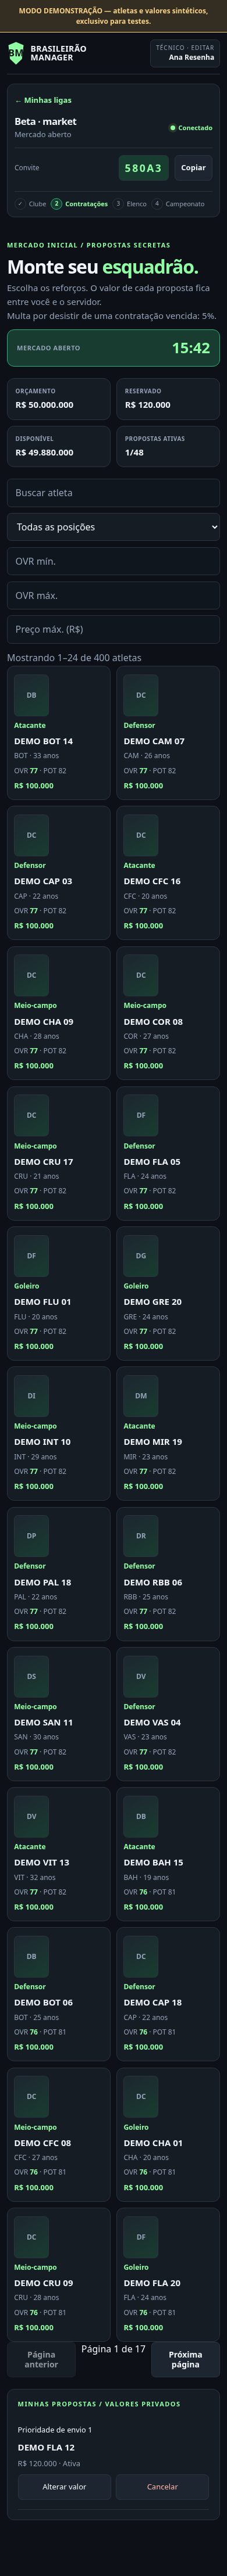 MODO DEMONSTRAÇÃO — atletas e valores sintéticos,
exclusivo para testes.
BM
BRASILEIRÃO
MANAGER
TÉCNICO · EDITAR
Ana Resenha
← Minhas ligas
Beta · market
Mercado aberto
Conectado
Convite
580A3
Copiar
✓ Clube
2 Contratações
3 Elenco
4 Campeonato
MERCADO INICIAL / PROPOSTAS SECRETAS
Monte seu esquadrão.
Escolha os reforços. O valor de cada proposta fica
entre você e o servidor.
Multa por desistir de uma contratação vencida: 5%.
MERCADO ABERTO
15:42
ORÇAMENTO
R$ 50.000.000
RESERVADO
R$ 120.000
DISPONÍVEL
R$ 49.880.000
PROPOSTAS ATIVAS
1/48
Buscar atleta
Todas as posições
OVR mín.
OVR máx.
Preço máx. (R$)
Mostrando 1–24 de 400 atletas
DB
Atacante
DEMO BOT 14
BOT · 33 anos
OVR 77 · POT 82
R$ 100.000
DC
Defensor
DEMO CAM 07
CAM · 26 anos
OVR 77 · POT 82
R$ 100.000
DC
Defensor
DEMO CAP 03
CAP · 22 anos
OVR 77 · POT 82
R$ 100.000
DC
Atacante
DEMO CFC 16
CFC · 20 anos
OVR 77 · POT 82
R$ 100.000
DC
Meio-campo
DEMO CHA 09
CHA · 28 anos
OVR 77 · POT 82
R$ 100.000
DC
Meio-campo
DEMO COR 08
COR · 27 anos
OVR 77 · POT 82
R$ 100.000
DC
Meio-campo
DEMO CRU 17
CRU · 21 anos
OVR 77 · POT 82
R$ 100.000
DF
Defensor
DEMO FLA 05
FLA · 24 anos
OVR 77 · POT 82
R$ 100.000
DF
Goleiro
DEMO FLU 01
FLU · 20 anos
OVR 77 · POT 82
R$ 100.000
DG
Goleiro
DEMO GRE 20
GRE · 24 anos
OVR 77 · POT 82
R$ 100.000
DI
Meio-campo
DEMO INT 10
INT · 29 anos
OVR 77 · POT 82
R$ 100.000
DM
Atacante
DEMO MIR 19
MIR · 23 anos
OVR 77 · POT 82
R$ 100.000
DP
Defensor
DEMO PAL 18
PAL · 22 anos
OVR 77 · POT 82
R$ 100.000
DR
Defensor
DEMO RBB 06
RBB · 25 anos
OVR 77 · POT 82
R$ 100.000
DS
Meio-campo
DEMO SAN 11
SAN · 30 anos
OVR 77 · POT 82
R$ 100.000
DV
Defensor
DEMO VAS 04
VAS · 23 anos
OVR 77 · POT 82
R$ 100.000
DV
Atacante
DEMO VIT 13
VIT · 32 anos
OVR 77 · POT 82
R$ 100.000
DB
Atacante
DEMO BAH 15
BAH · 19 anos
OVR 76 · POT 81
R$ 100.000
DB
Defensor
DEMO BOT 06
BOT · 25 anos
OVR 76 · POT 81
R$ 100.000
DC
Defensor
DEMO CAP 18
CAP · 22 anos
OVR 76 · POT 81
R$ 100.000
DC
Meio-campo
DEMO CFC 08
CFC · 27 anos
OVR 76 · POT 81
R$ 100.000
DC
Goleiro
DEMO CHA 01
CHA · 20 anos
OVR 76 · POT 81
R$ 100.000
DC
Meio-campo
DEMO CRU 09
CRU · 28 anos
OVR 76 · POT 81
R$ 100.000
DF
Goleiro
DEMO FLA 20
FLA · 24 anos
OVR 76 · POT 81
R$ 100.000
Página
anterior
Página 1 de 17
Próxima
página
MINHAS PROPOSTAS / VALORES PRIVADOS
Prioridade de envio 1
DEMO FLA 12
R$ 120.000 · Ativa
Alterar valor
Cancelar